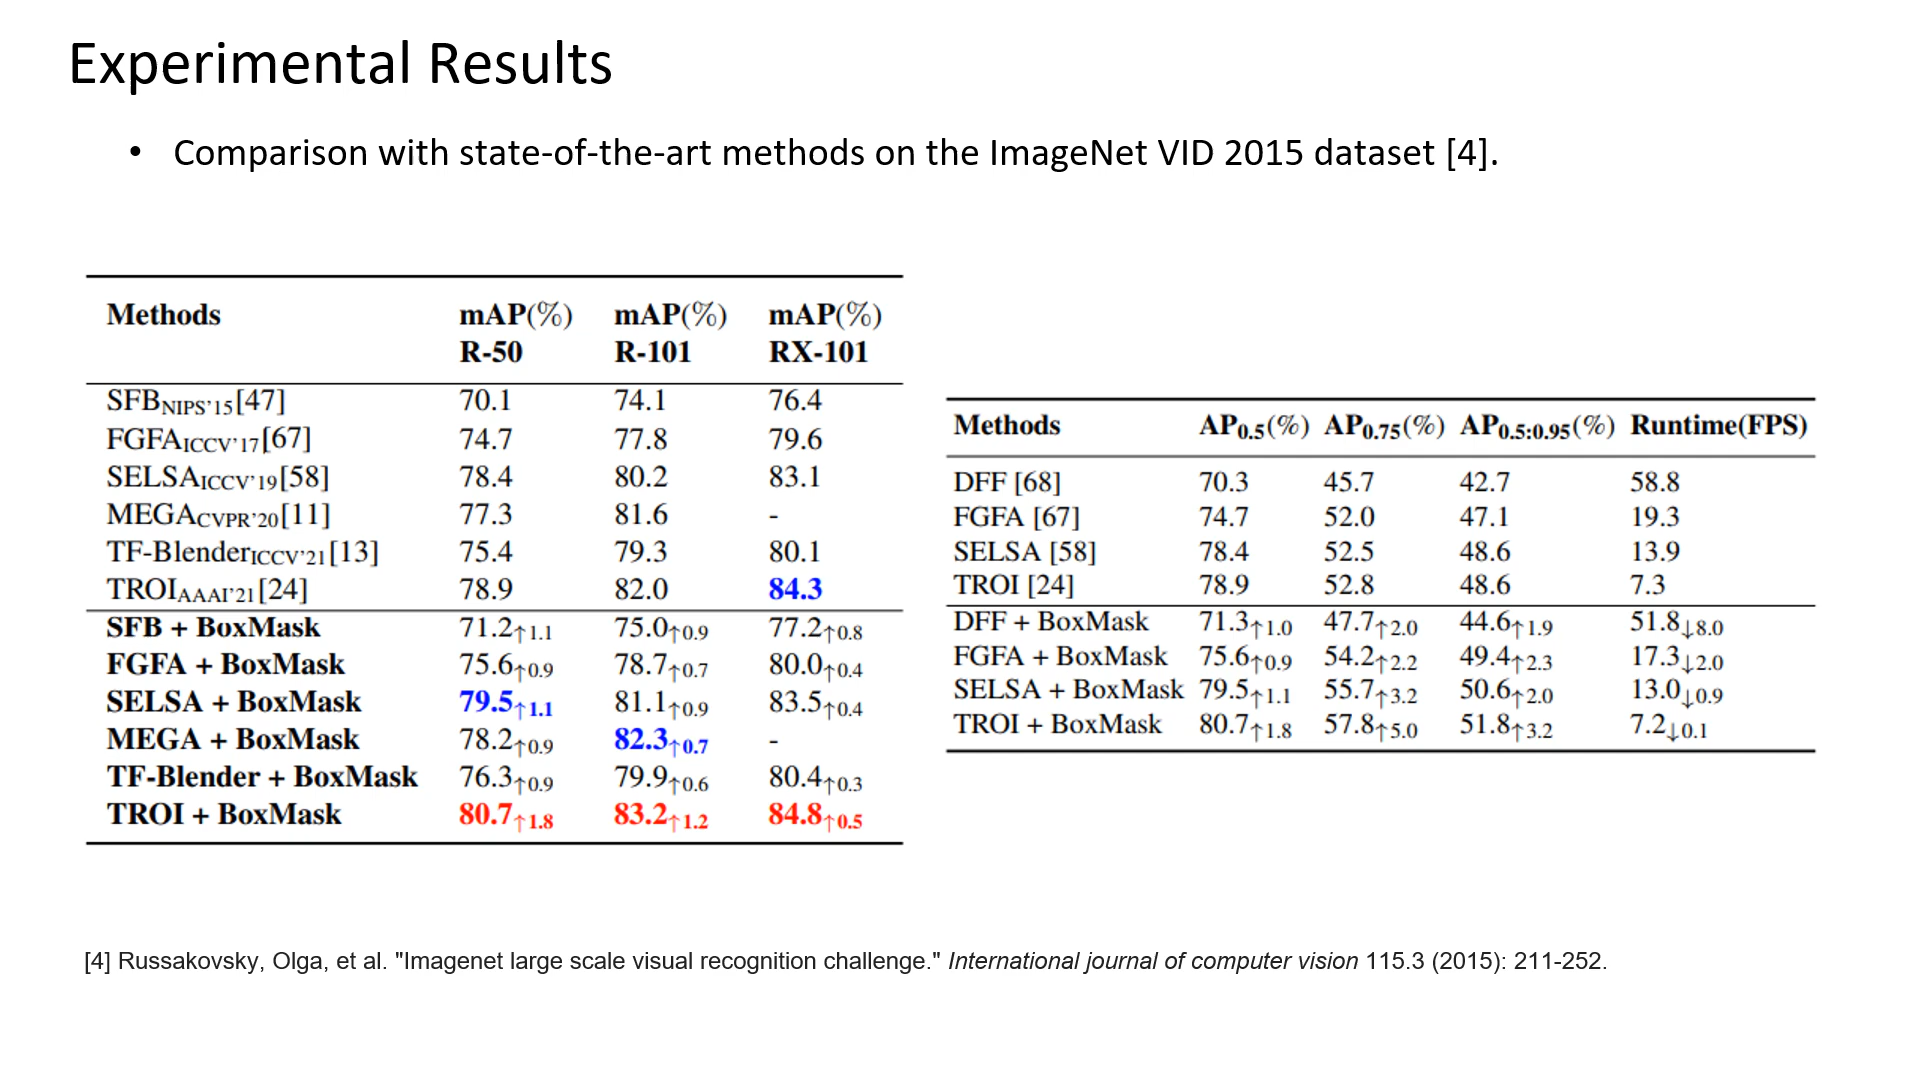 Experimental Results
• Comparison with state-of-the-art methods on the ImageNet VID 2015 dataset [4].
Methods mAP(%) mAP(%) mAP(%)
R-50 R-101 RX-101
SFBNIPS'15[47] 70.1 74.1 76.4
FGFAICCV'17[67] 74.7 77.8 79.6
SELSAICCV'19[58] 78.4 80.2 83.1
MEGACVPR'20[11] 77.3 81.6 -
TF-BlenderICCV'21[13] 75.4 79.3 80.1
TROIAAAI'21[24] 78.9 82.0 84.3
SFB + BoxMask 71.2↑1.1 75.0↑0.9 77.2↑0.8
FGFA + BoxMask 75.6↑0.9 78.7↑0.7 80.0↑0.4
SELSA + BoxMask 79.5↑1.1 81.1↑0.9 83.5↑0.4
MEGA + BoxMask 78.2↑0.9 82.3↑0.7 -
TF-Blender + BoxMask 76.3↑0.9 79.9↑0.6 80.4↑0.3
TROI + BoxMask 80.7↑1.8 83.2↑1.2 84.8↑0.5
Methods AP0.5(%) AP0.75(%) AP0.5:0.95(%) Runtime(FPS)
DFF [68] 70.3 45.7 42.7 58.8
FGFA [67] 74.7 52.0 47.1 19.3
SELSA [58] 78.4 52.5 48.6 13.9
TROI [24] 78.9 52.8 48.6 7.3
DFF + BoxMask 71.3↑1.0 47.7↑2.0 44.6↑1.9 51.8↓8.0
FGFA + BoxMask 75.6↑0.9 54.2↑2.2 49.4↑2.3 17.3↓2.0
SELSA + BoxMask 79.5↑1.1 55.7↑3.2 50.6↑2.0 13.0↓0.9
TROI + BoxMask 80.7↑1.8 57.8↑5.0 51.8↑3.2 7.2↓0.1
[4] Russakovsky, Olga, et al. "Imagenet large scale visual recognition challenge." International journal of computer vision 115.3 (2015): 211-252.